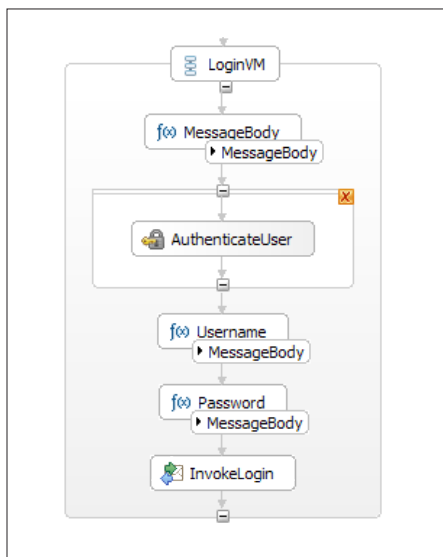 LoginVM
f(x) MessageBody
MessageBody
AuthenticateUser
f(x) Username
MessageBody
f(x) Password
MessageBody
InvokeLogin